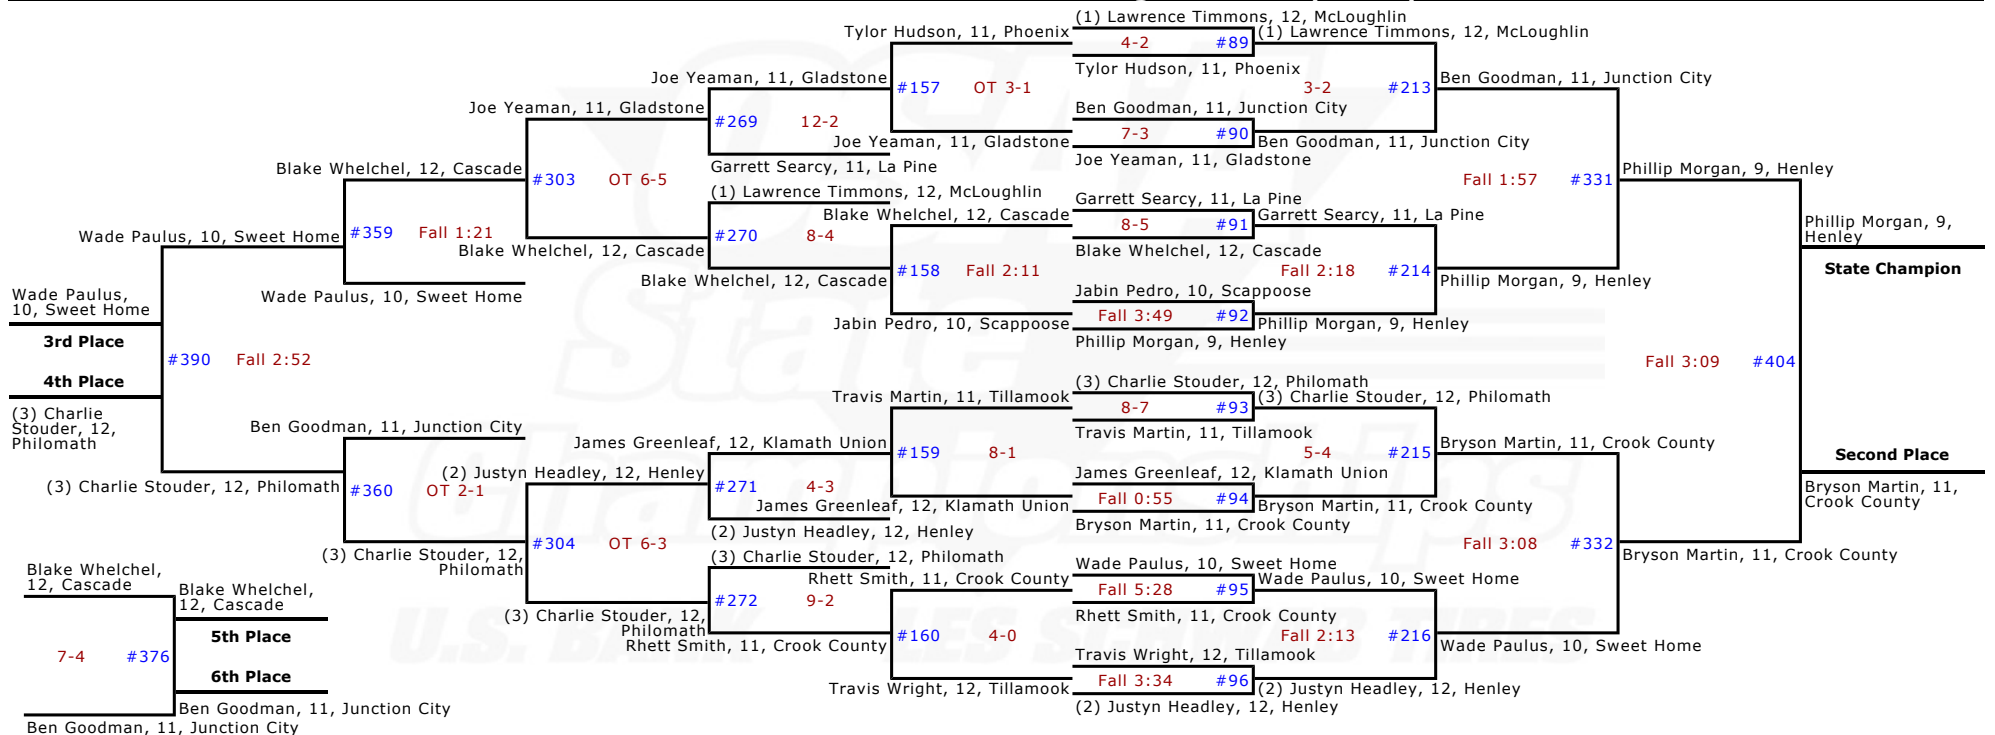 (1) Lawrence Timmons, 12, McLoughlin
Tylor Hudson, 11, Phoenix
4-2 #89
(1) Lawrence Timmons, 12, McLoughlin
Tylor Hudson, 11, Phoenix
Joe Yeaman, 11, Gladstone
#157 OT 3-1
3-2 #213
Ben Goodman, 11, Junction City
Joe Yeaman, 11, Gladstone
Ben Goodman, 11, Junction City
#269 12-2
7-3 #90
Joe Yeaman, 11, Gladstone
Ben Goodman, 11, Junction City
Garrett Searcy, 11, La Pine
Joe Yeaman, 11, Gladstone
Blake Whelchel, 12, Cascade
#303 OT 6-5
Fall 1:57 #331
Phillip Morgan, 9, Henley
(1) Lawrence Timmons, 12, McLoughlin
Garrett Searcy, 11, La Pine
Blake Whelchel, 12, Cascade
8-5 #91
Garrett Searcy, 11, La Pine
Phillip Morgan, 9,
Henley
Wade Paulus, 10, Sweet Home
#359 Fall 1:21
#270 8-4
Blake Whelchel, 12, Cascade
Blake Whelchel, 12, Cascade
State Champion
#158 Fall 2:11
Fall 2:18 #214
Blake Whelchel, 12, Cascade
Phillip Morgan, 9, Henley
Wade Paulus, 10, Sweet Home
Jabin Pedro, 10, Scappoose
Wade Paulus,
10, Sweet Home
Fall 3:49 #92
Jabin Pedro, 10, Scappoose
Phillip Morgan, 9, Henley
3rd Place
Phillip Morgan, 9, Henley
#390 Fall 2:52
Fall 3:09 #404
4th Place
(3) Charlie Stouder, 12, Philomath
Travis Martin, 11, Tillamook
8-7 #93
(3) Charlie Stouder, 12, Philomath
(3) Charlie
Stouder, 12,
Philomath
Ben Goodman, 11, Junction City
Travis Martin, 11, Tillamook
James Greenleaf, 12, Klamath Union
#159 8-1
5-4 #215
Bryson Martin, 11, Crook County
Second Place
(2) Justyn Headley, 12, Henley
James Greenleaf, 12, Klamath Union
(3) Charlie Stouder, 12, Philomath
#360 OT 2-1
#271 4-3
Fall 0:55 #94
Bryson Martin, 11,
Crook County
James Greenleaf, 12, Klamath Union
Bryson Martin, 11, Crook County
Bryson Martin, 11, Crook County
(2) Justyn Headley, 12, Henley
#304 OT 6-3
Fall 3:08 #332
Bryson Martin, 11, Crook County
(3) Charlie Stouder, 12,
Philomath
(3) Charlie Stouder, 12, Philomath
Wade Paulus, 10, Sweet Home
Blake Whelchel,
12, Cascade
Rhett Smith, 11, Crook County
Fall 5:28 #95
Wade Paulus, 10, Sweet Home
Blake Whelchel,
12, Cascade
#272 9-2
(3) Charlie Stouder, 12,
Philomath
Rhett Smith, 11, Crook County
5th Place
#160 4-0
Fall 2:13 #216
Rhett Smith, 11, Crook County
Wade Paulus, 10, Sweet Home
7-4 #376
Travis Wright, 12, Tillamook
6th Place
Fall 3:34 #96
Travis Wright, 12, Tillamook
(2) Justyn Headley, 12, Henley
Ben Goodman, 11, Junction City
(2) Justyn Headley, 12, Henley
Ben Goodman, 11, Junction City
OSAA
State
Championships
U.S. BANK LES SCHWAB TIRES